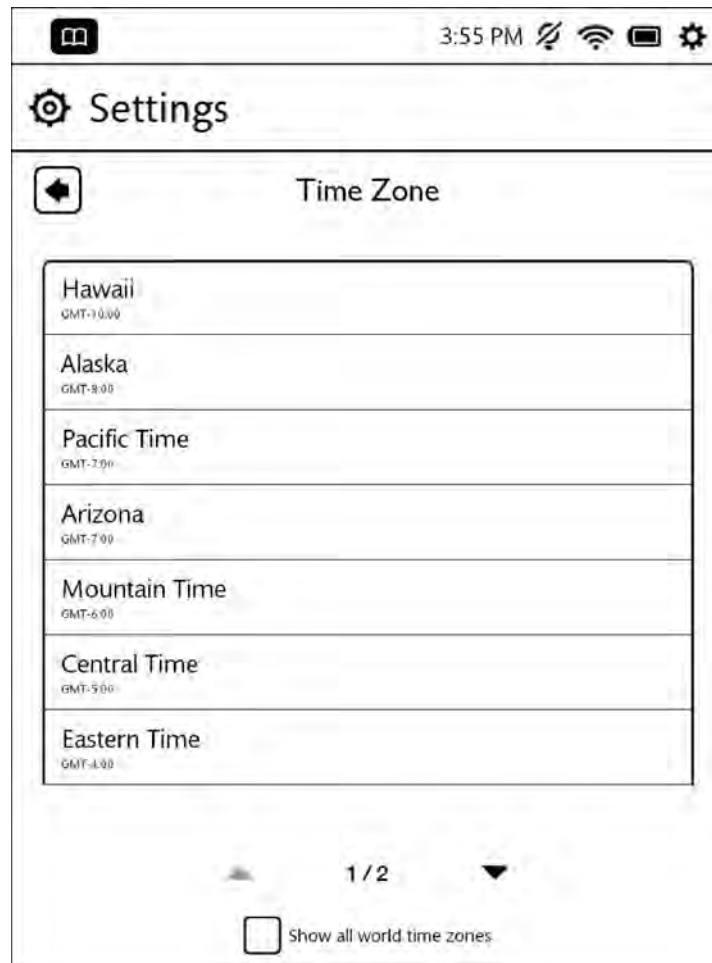 3:55 PM
Settings
Time Zone
Hawaii
GMT-10:00
Alaska
GMT-8:00
Pacific Time
GMT-7:00
Arizona
GMT-7:00
Mountain Time
GMT-6:00
Central Time
GMT-5:00
Eastern Time
GMT-4:00
1 / 2
Show all world time zones